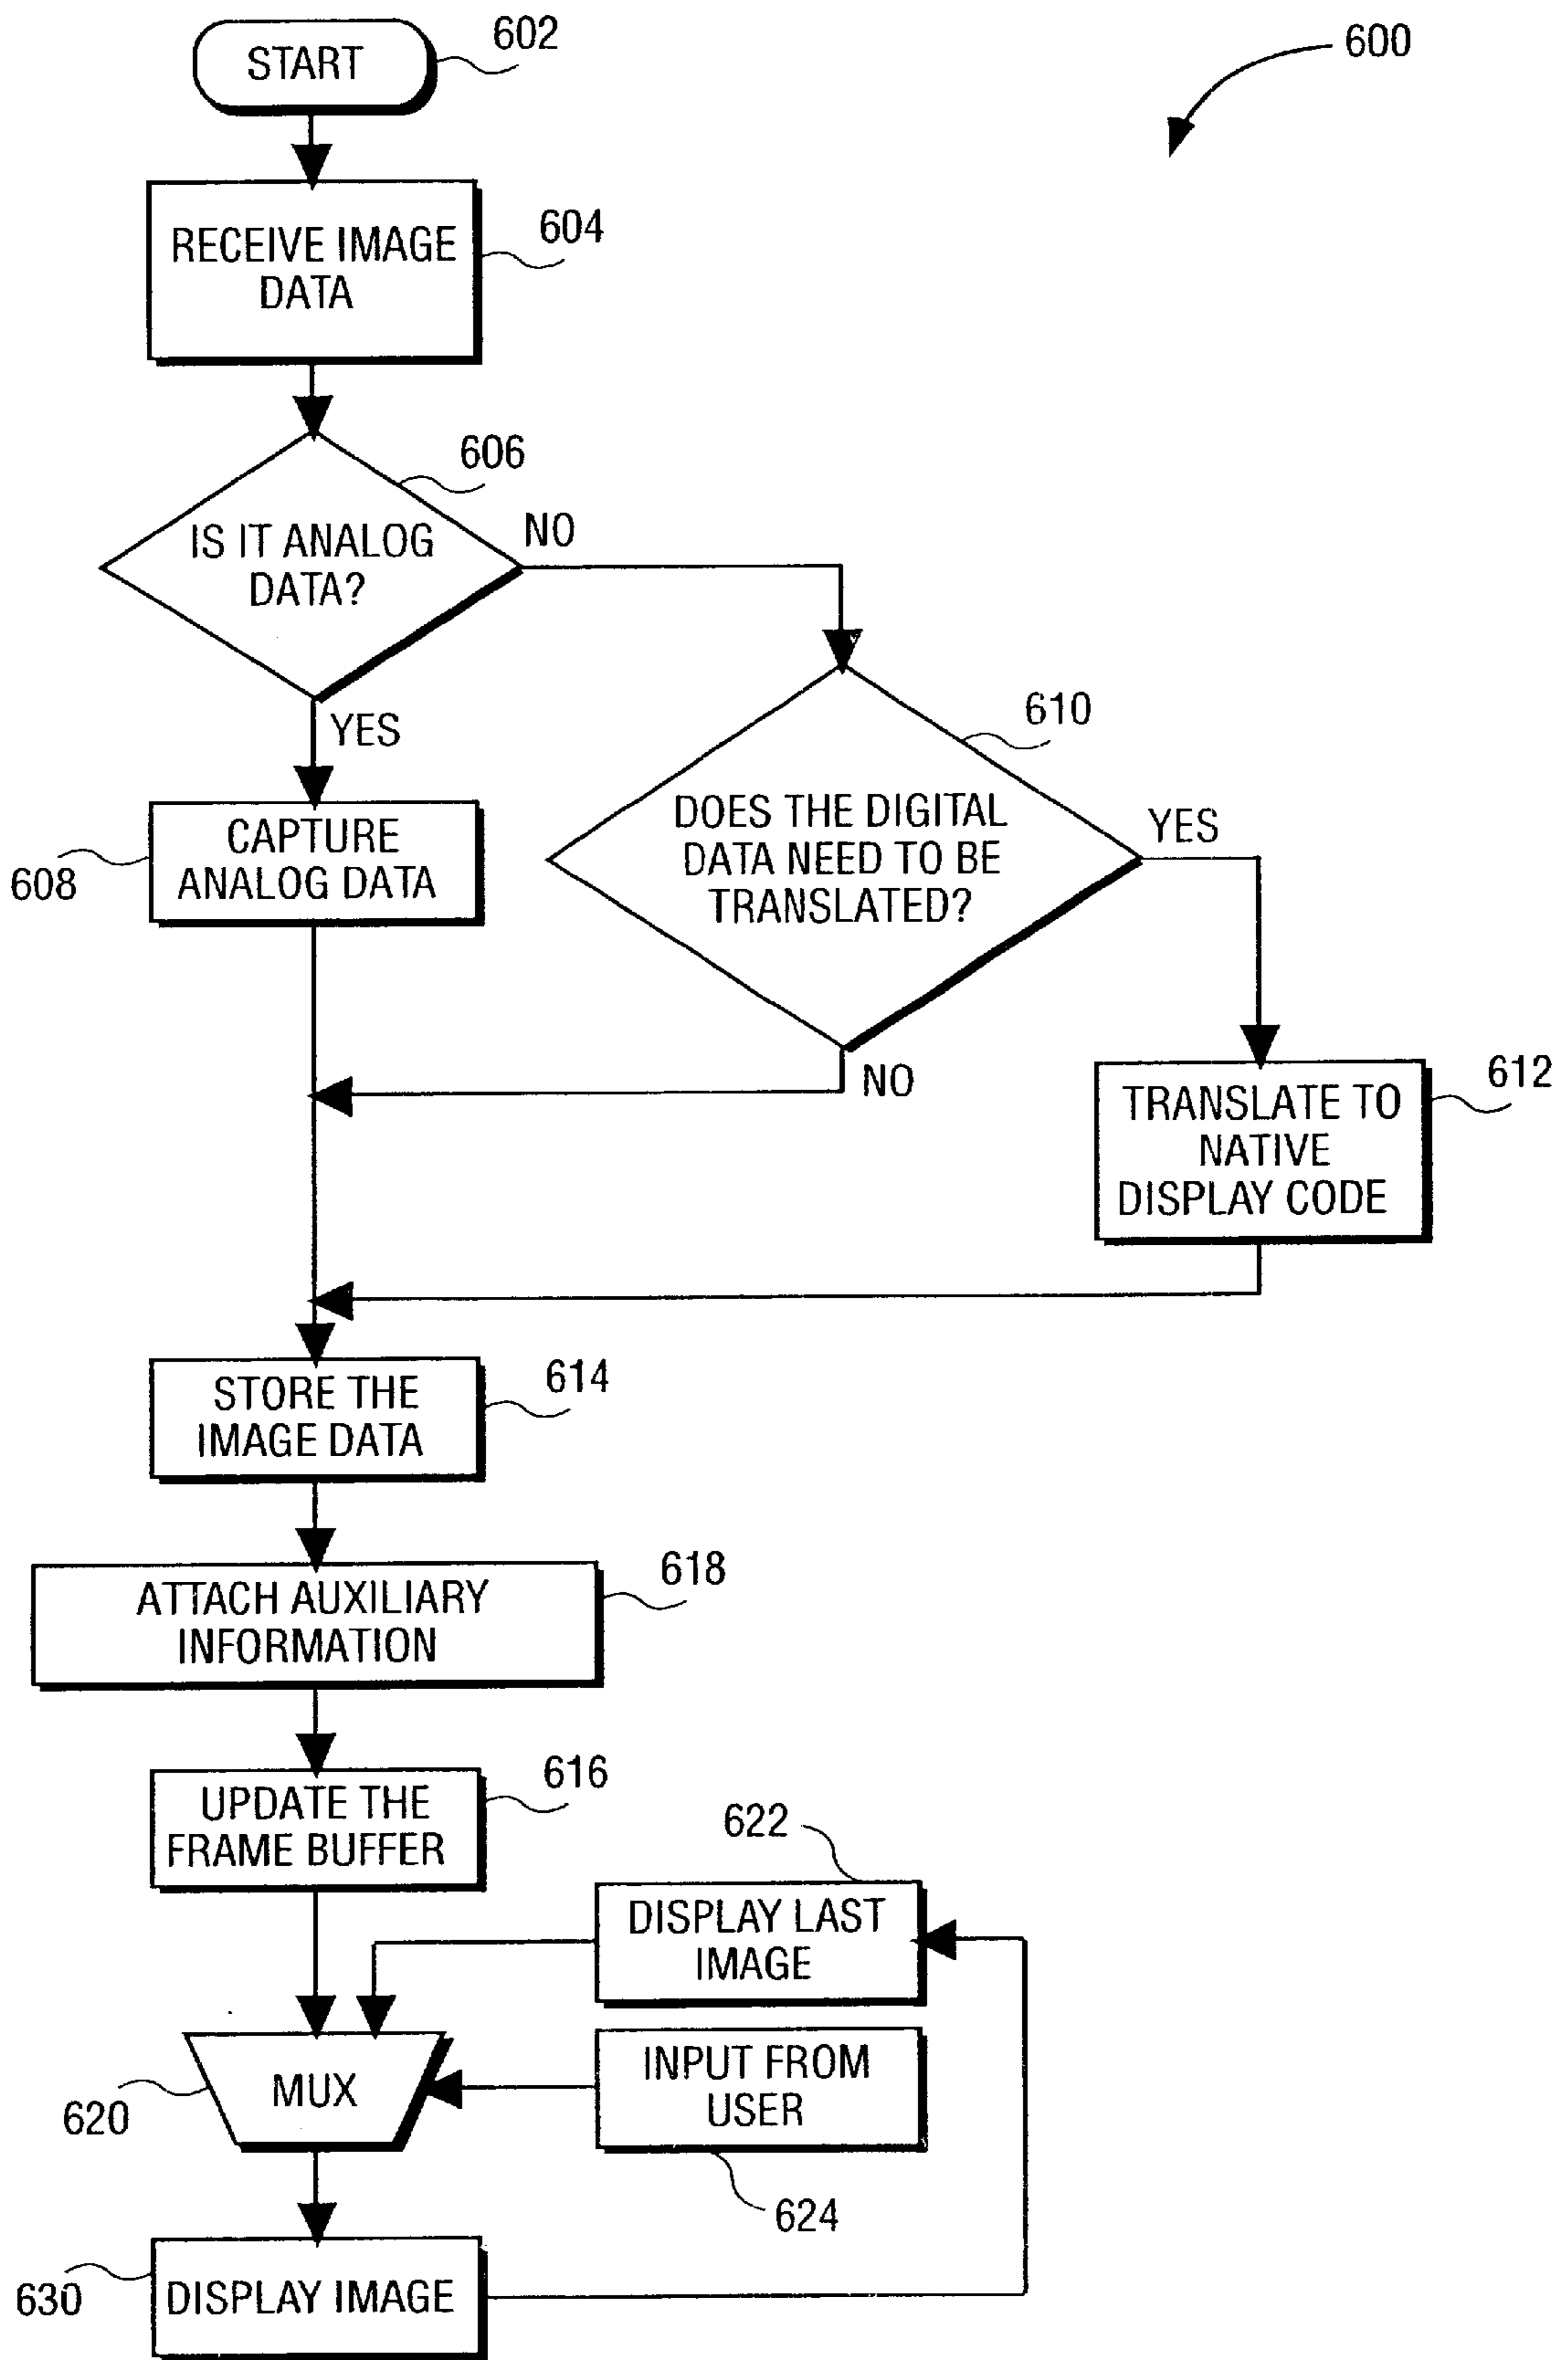 START
602
600
RECEIVE IMAGE
DATA
604
606
IS IT ANALOG
DATA?
NO
YES
610
DOES THE DIGITAL
DATA NEED TO BE
TRANSLATED?
YES
NO
CAPTURE
ANALOG DATA
608
TRANSLATE TO
NATIVE
DISPLAY CODE
612
STORE THE
IMAGE DATA
614
ATTACH AUXILIARY
INFORMATION
618
UPDATE THE
FRAME BUFFER
616
622
DISPLAY LAST
IMAGE
MUX
620
INPUT FROM
USER
624
DISPLAY IMAGE
630